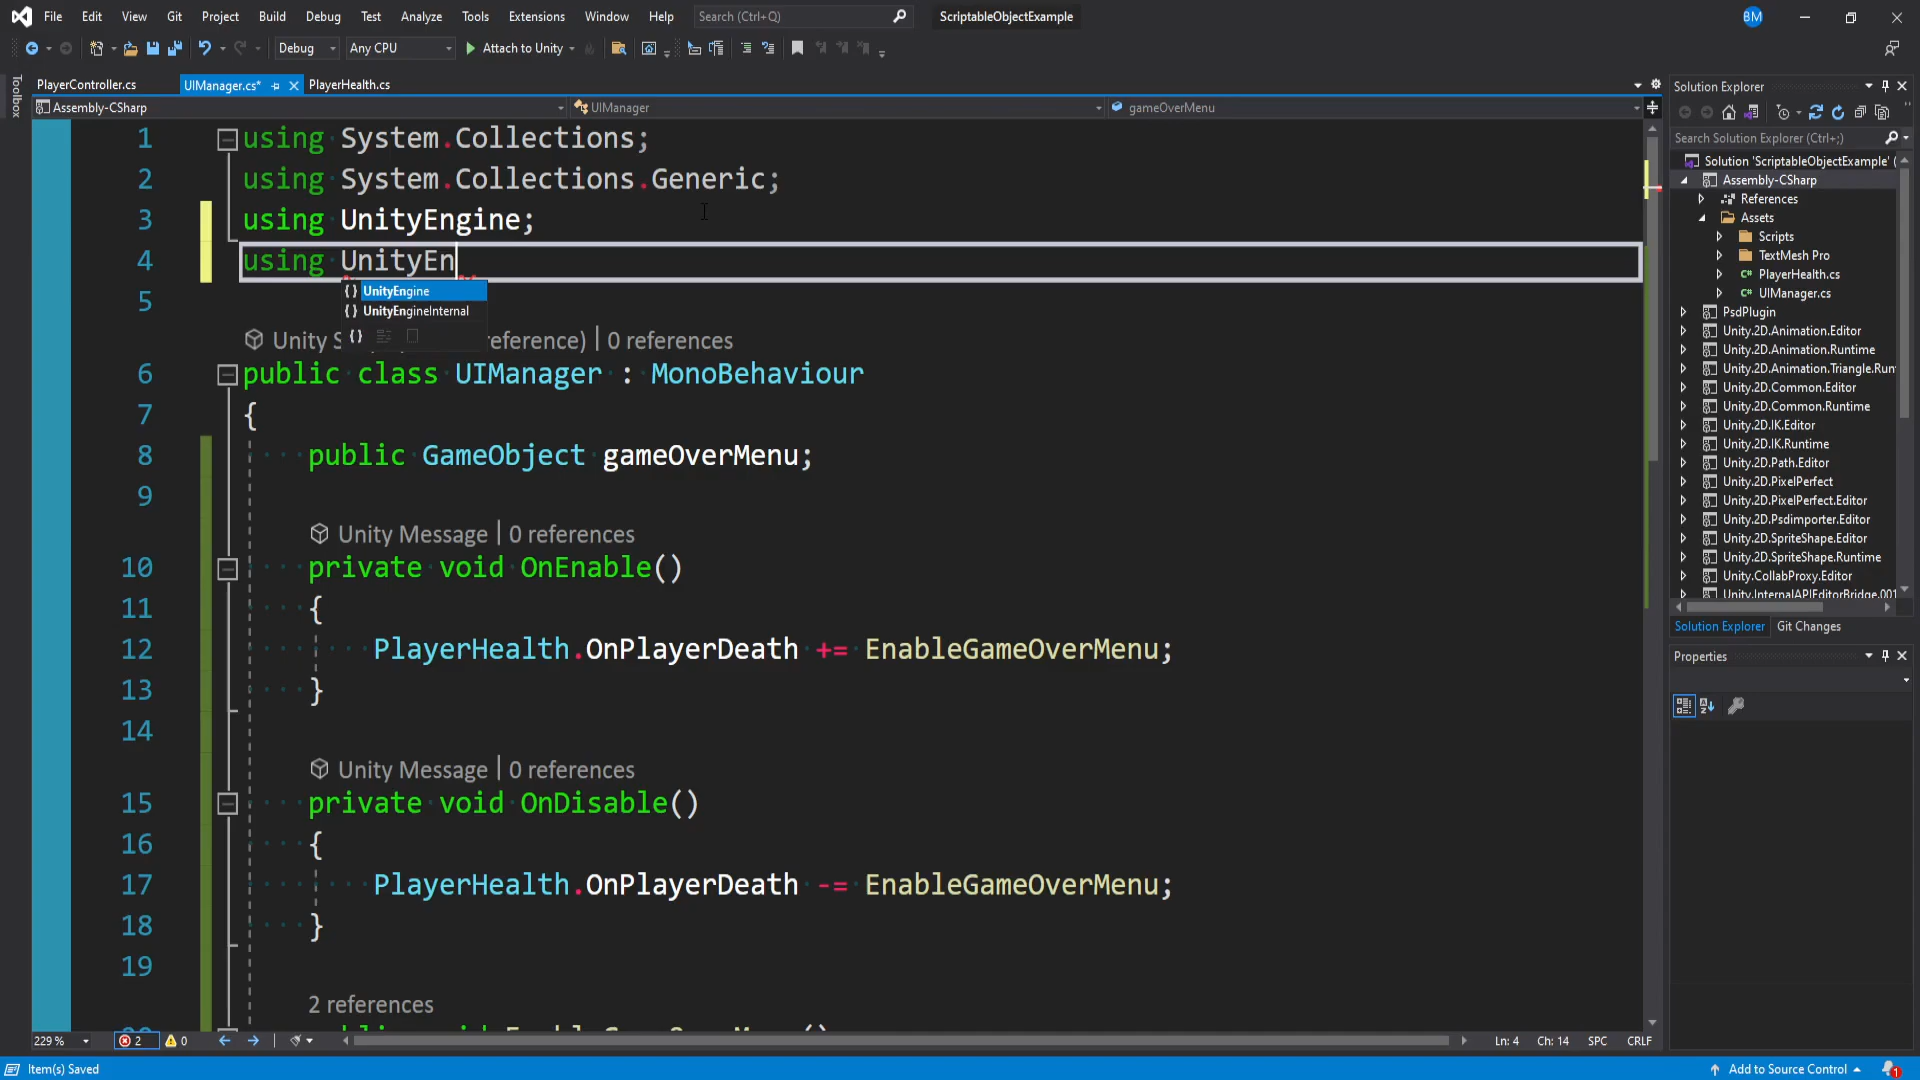 File Edit View Git Project Build Debug Test Analyze Tools Extensions Window Help Search (Ctrl+Q) ScriptableObjectExample BM
Debug Any CPU Attach to Unity
Toolbox
PlayerController.cs UIManager.cs* PlayerHealth.cs
Assembly-CSharp UIManager gameOverMenu
1 using System.Collections;
2 using System.Collections.Generic;
3 using UnityEngine;
4 using UnityEn
UnityEngine
UnityEngineInternal
5
Unity S eference) | 0 references
6 public class UIManager : MonoBehaviour
7 {
8 public GameObject gameOverMenu;
9
Unity Message | 0 references
10 private void OnEnable()
11 {
12 PlayerHealth.OnPlayerDeath += EnableGameOverMenu;
13 }
14
Unity Message | 0 references
15 private void OnDisable()
16 {
17 PlayerHealth.OnPlayerDeath -= EnableGameOverMenu;
18 }
19
2 references
229 % 2 0 Ln: 4 Ch: 14 SPC CRLF
Solution Explorer
Search Solution Explorer (Ctrl+;)
Solution 'ScriptableObjectExample' (
Assembly-CSharp
References
Assets
Scripts
TextMesh Pro
PlayerHealth.cs
UIManager.cs
PsdPlugin
Unity.2D.Animation.Editor
Unity.2D.Animation.Runtime
Unity.2D.Animation.Triangle.Run
Unity.2D.Common.Editor
Unity.2D.Common.Runtime
Unity.2D.IK.Editor
Unity.2D.IK.Runtime
Unity.2D.Path.Editor
Unity.2D.PixelPerfect
Unity.2D.PixelPerfect.Editor
Unity.2D.Psdimporter.Editor
Unity.2D.SpriteShape.Editor
Unity.2D.SpriteShape.Runtime
Unity.CollabProxy.Editor
Unity.InternalAPIEditorBridge.001
Solution Explorer Git Changes
Properties
Item(s) Saved Add to Source Control 1